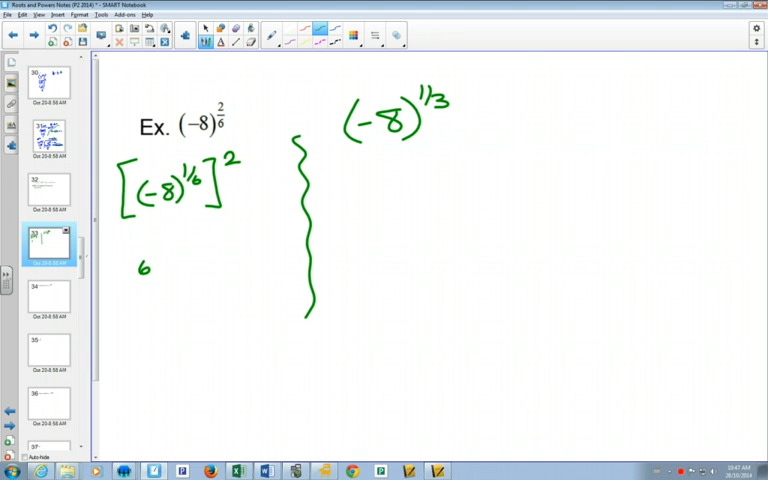 Roots and Powers Notes (P2 2014) - SMART Notebook
File Edit View Insert Format Tools Add-ons Help
30
Oct 20-8:58 AM
31
Oct 20-8:58 AM
32
Oct 20-8:58 AM
33
Oct 20-8:58 AM
34
Oct 20-8:58 AM
35
Oct 20-8:58 AM
36
Oct 20-8:58 AM
37
Auto-hide
Ex. (−8)^(2/6)
[(-8)^(1/6)]^2
6
(-8)^(1/3)
10:47 AM
28/10/2014